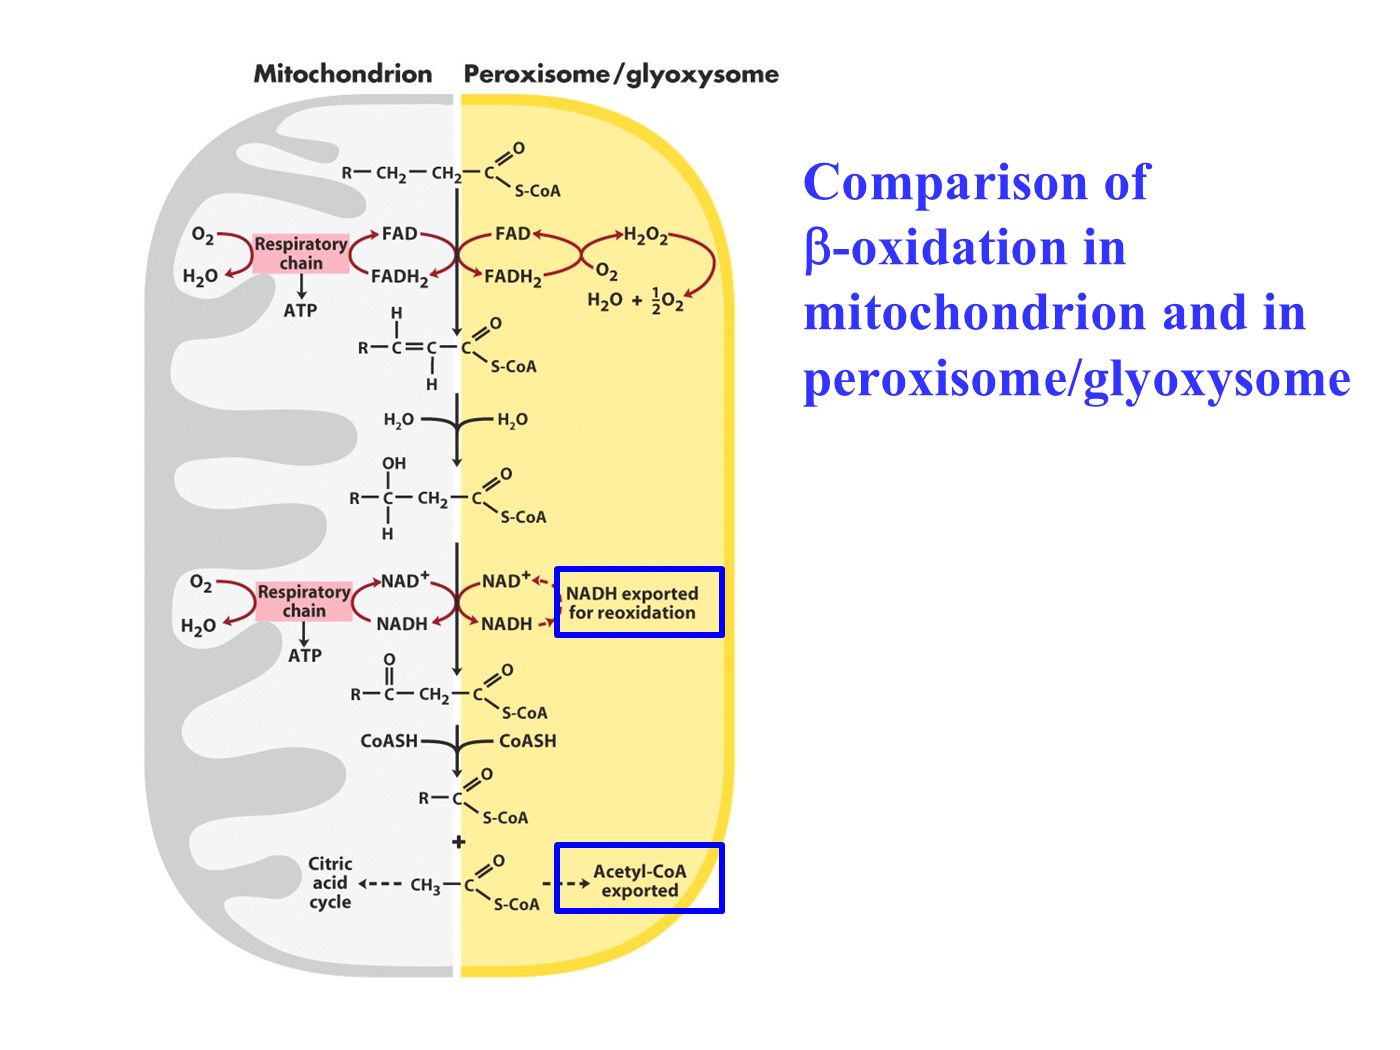 Mitochondrion
Peroxisome/glyoxysome
Comparison of
β-oxidation in
mitochondrion and in
peroxisome/glyoxysome
R—CH₂—CH₂—C
O
S-CoA
O₂
H₂O
Respiratory
chain
ATP
FAD
FADH₂
FAD
FADH₂
O₂
H₂O₂
H₂O + ½O₂
H
R—C=C—C
H
O
S-CoA
H₂O
H₂O
OH
R—C—CH₂—C
H
O
S-CoA
O₂
H₂O
Respiratory
chain
ATP
NAD⁺
NADH
NAD⁺
NADH
NADH exported
for reoxidation
O
R—C—CH₂—C
O
S-CoA
CoASH
CoASH
R—C
O
S-CoA
+
Citric
acid
cycle
CH₃—C
O
S-CoA
Acetyl-CoA
exported